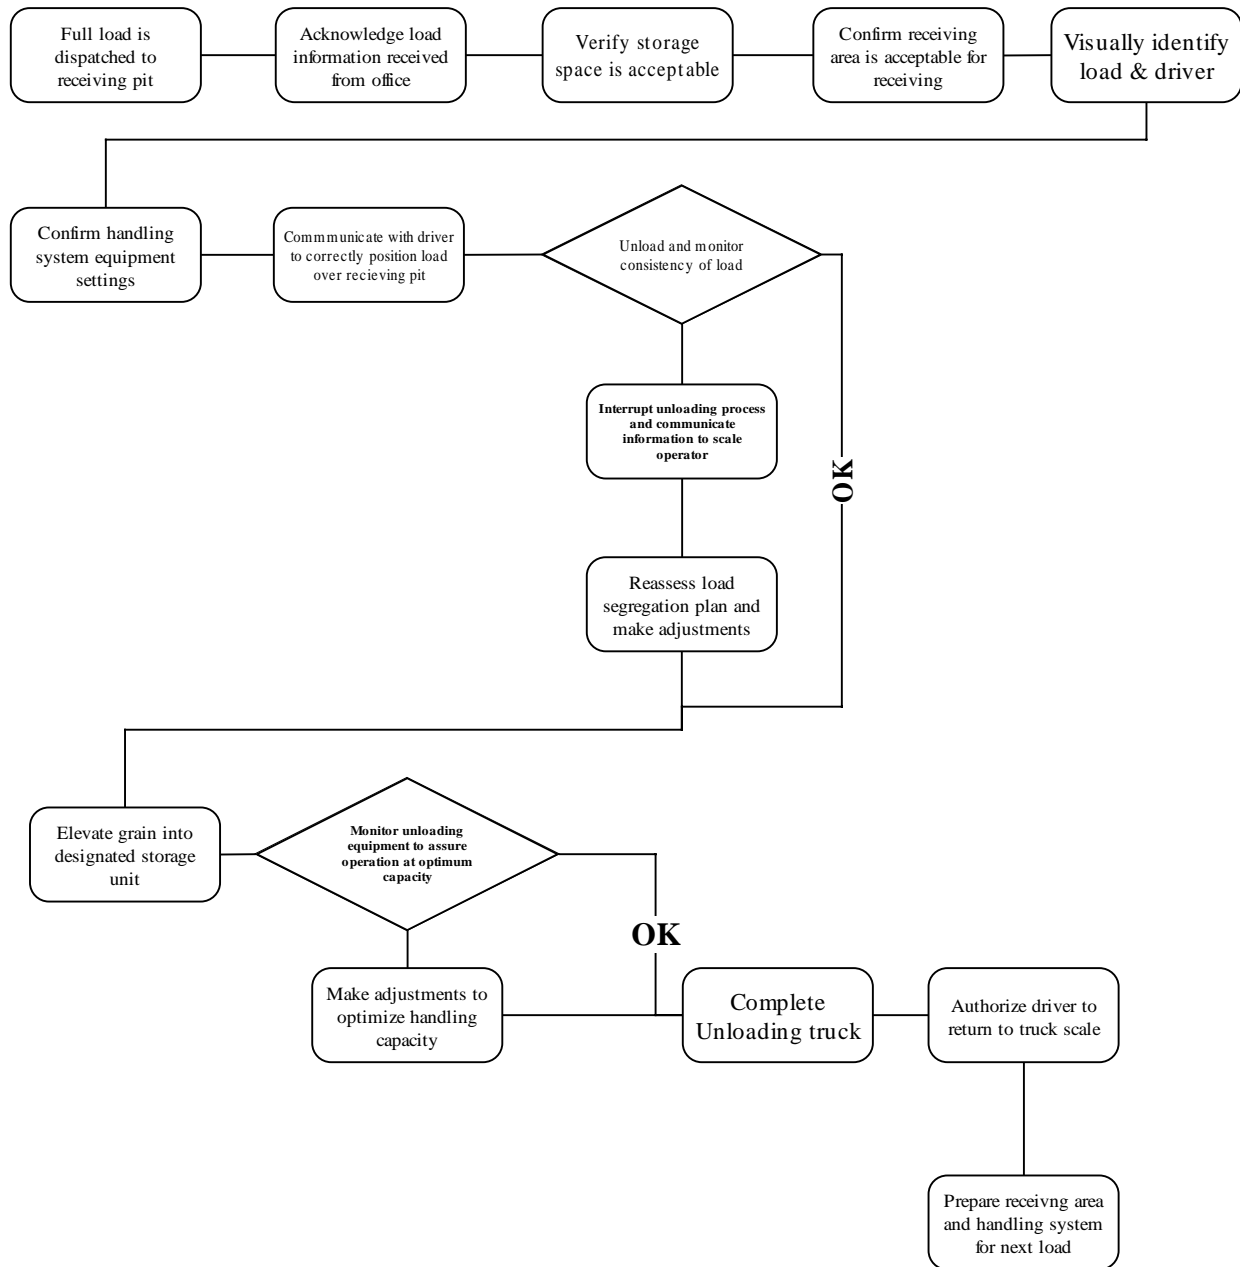 Full load is
dispatched to
receiving pit
Acknowledge load
information received
from office
Verify storage
space is acceptable
Confirm receiving
area is acceptable for
receiving
Visually identify
load & driver
Confirm handling
system equipment
settings
Commmunicate with driver
to correctly position load
over recieving pit
Unload and monitor
consistency of load
Interrupt unloading process
and communicate
information to scale
operator
OK
Reassess load
segregation plan and
make adjustments
Elevate grain into
designated storage
unit
Monitor unloading
equipment to assure
operation at optimum
capacity
OK
Make adjustments to
optimize handling
capacity
Complete
Unloading truck
Authorize driver to
return to truck scale
Prepare receivng area
and handling system
for next load